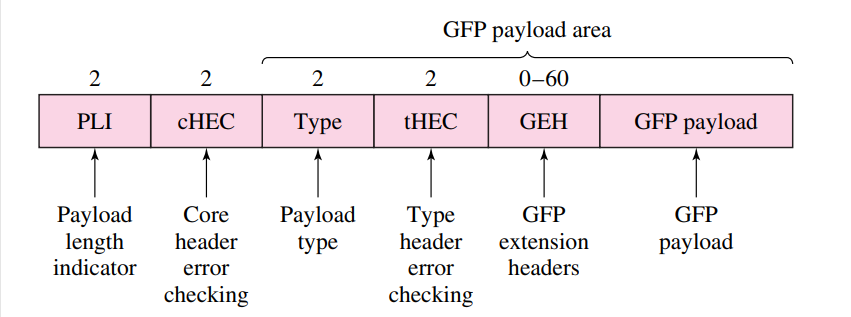 GFP payload area
2 2 2 2 0–60
PLI cHEC Type tHEC GEH GFP payload
Payload Core Payload Type GFP GFP
length header type header extension payload
indicator error error headers
checking checking